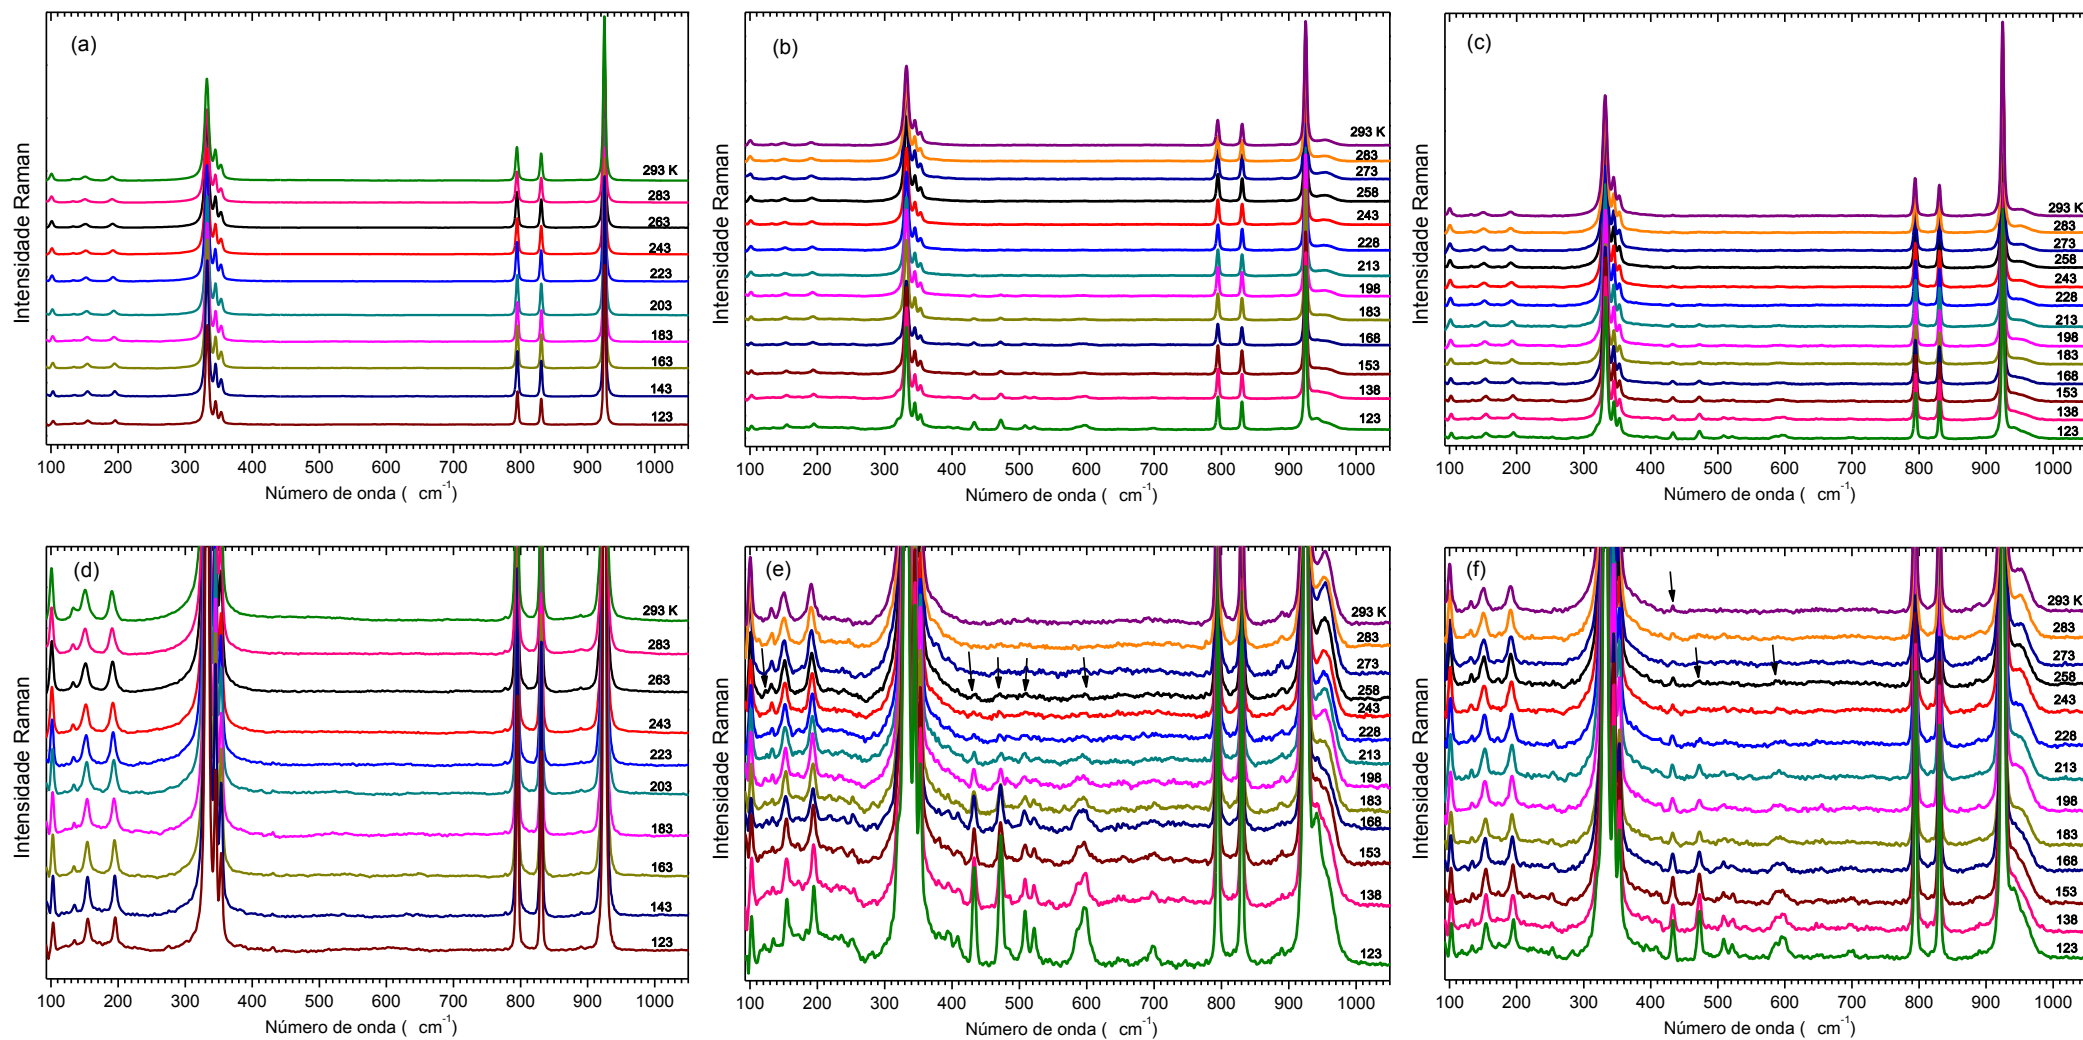 (a)
Intensidade Raman
293 K
283
263
243
223
203
183
163
143
123
100 200 300 400 500 600 700 800 900 1000
Número de onda ( cm-1)
(b)
Intensidade Raman
293 K
283
273
258
243
228
213
198
183
168
153
138
123
100 200 300 400 500 600 700 800 900 1000
Número de onda ( cm-1)
(c)
Intensidade Raman
293 K
283
273
258
243
228
213
198
183
168
153
138
123
100 200 300 400 500 600 700 800 900 1000
Número de onda ( cm-1)
(d)
Intensidade Raman
293 K
283
263
243
223
203
183
163
143
123
100 200 300 400 500 600 700 800 900 1000
Número de onda ( cm-1)
(e)
Intensidade Raman
293 K
283
273
258
243
228
213
198
183
168
153
138
123
100 200 300 400 500 600 700 800 900 1000
Número de onda ( cm-1)
(f)
Intensidade Raman
293 K
283
273
258
243
228
213
198
183
168
153
138
123
100 200 300 400 500 600 700 800 900 1000
Número de onda ( cm-1)